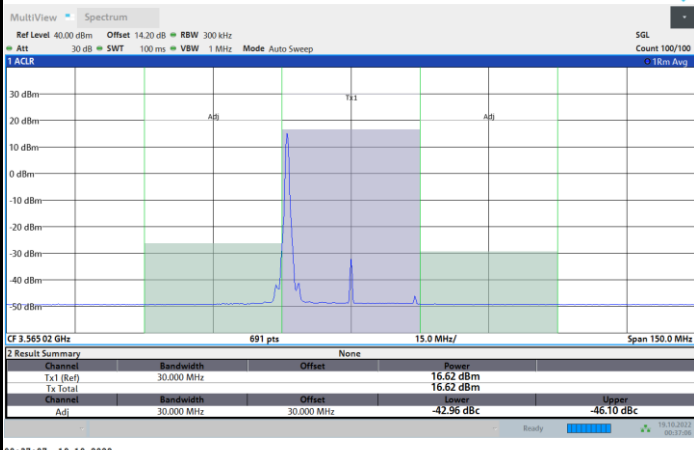 MultiView Spectrum
Ref Level 40.00 dBm Offset 14.20 dB RBW 300 kHz SGL
Att 30 dB SWT 100 ms VBW 1 MHz Mode Auto Sweep Count 100/100
1 ACLR 1Rm Avg
30 dBm
Tx1
20 dBm
Adj Adj
10 dBm
0 dBm
-10 dBm
-20 dBm
-30 dBm
-40 dBm
-50 dBm
CF 3.565 02 GHz 691 pts 15.0 MHz/ Span 150.0 MHz
2 Result Summary None
Channel Bandwidth Offset Power
Tx1 (Ref) 30.000 MHz 16.62 dBm
Tx Total 16.62 dBm
Channel Bandwidth Offset Lower Upper
Adj 30.000 MHz 30.000 MHz -42.96 dBc -46.10 dBc
Ready 19.10.2022
00:37:06